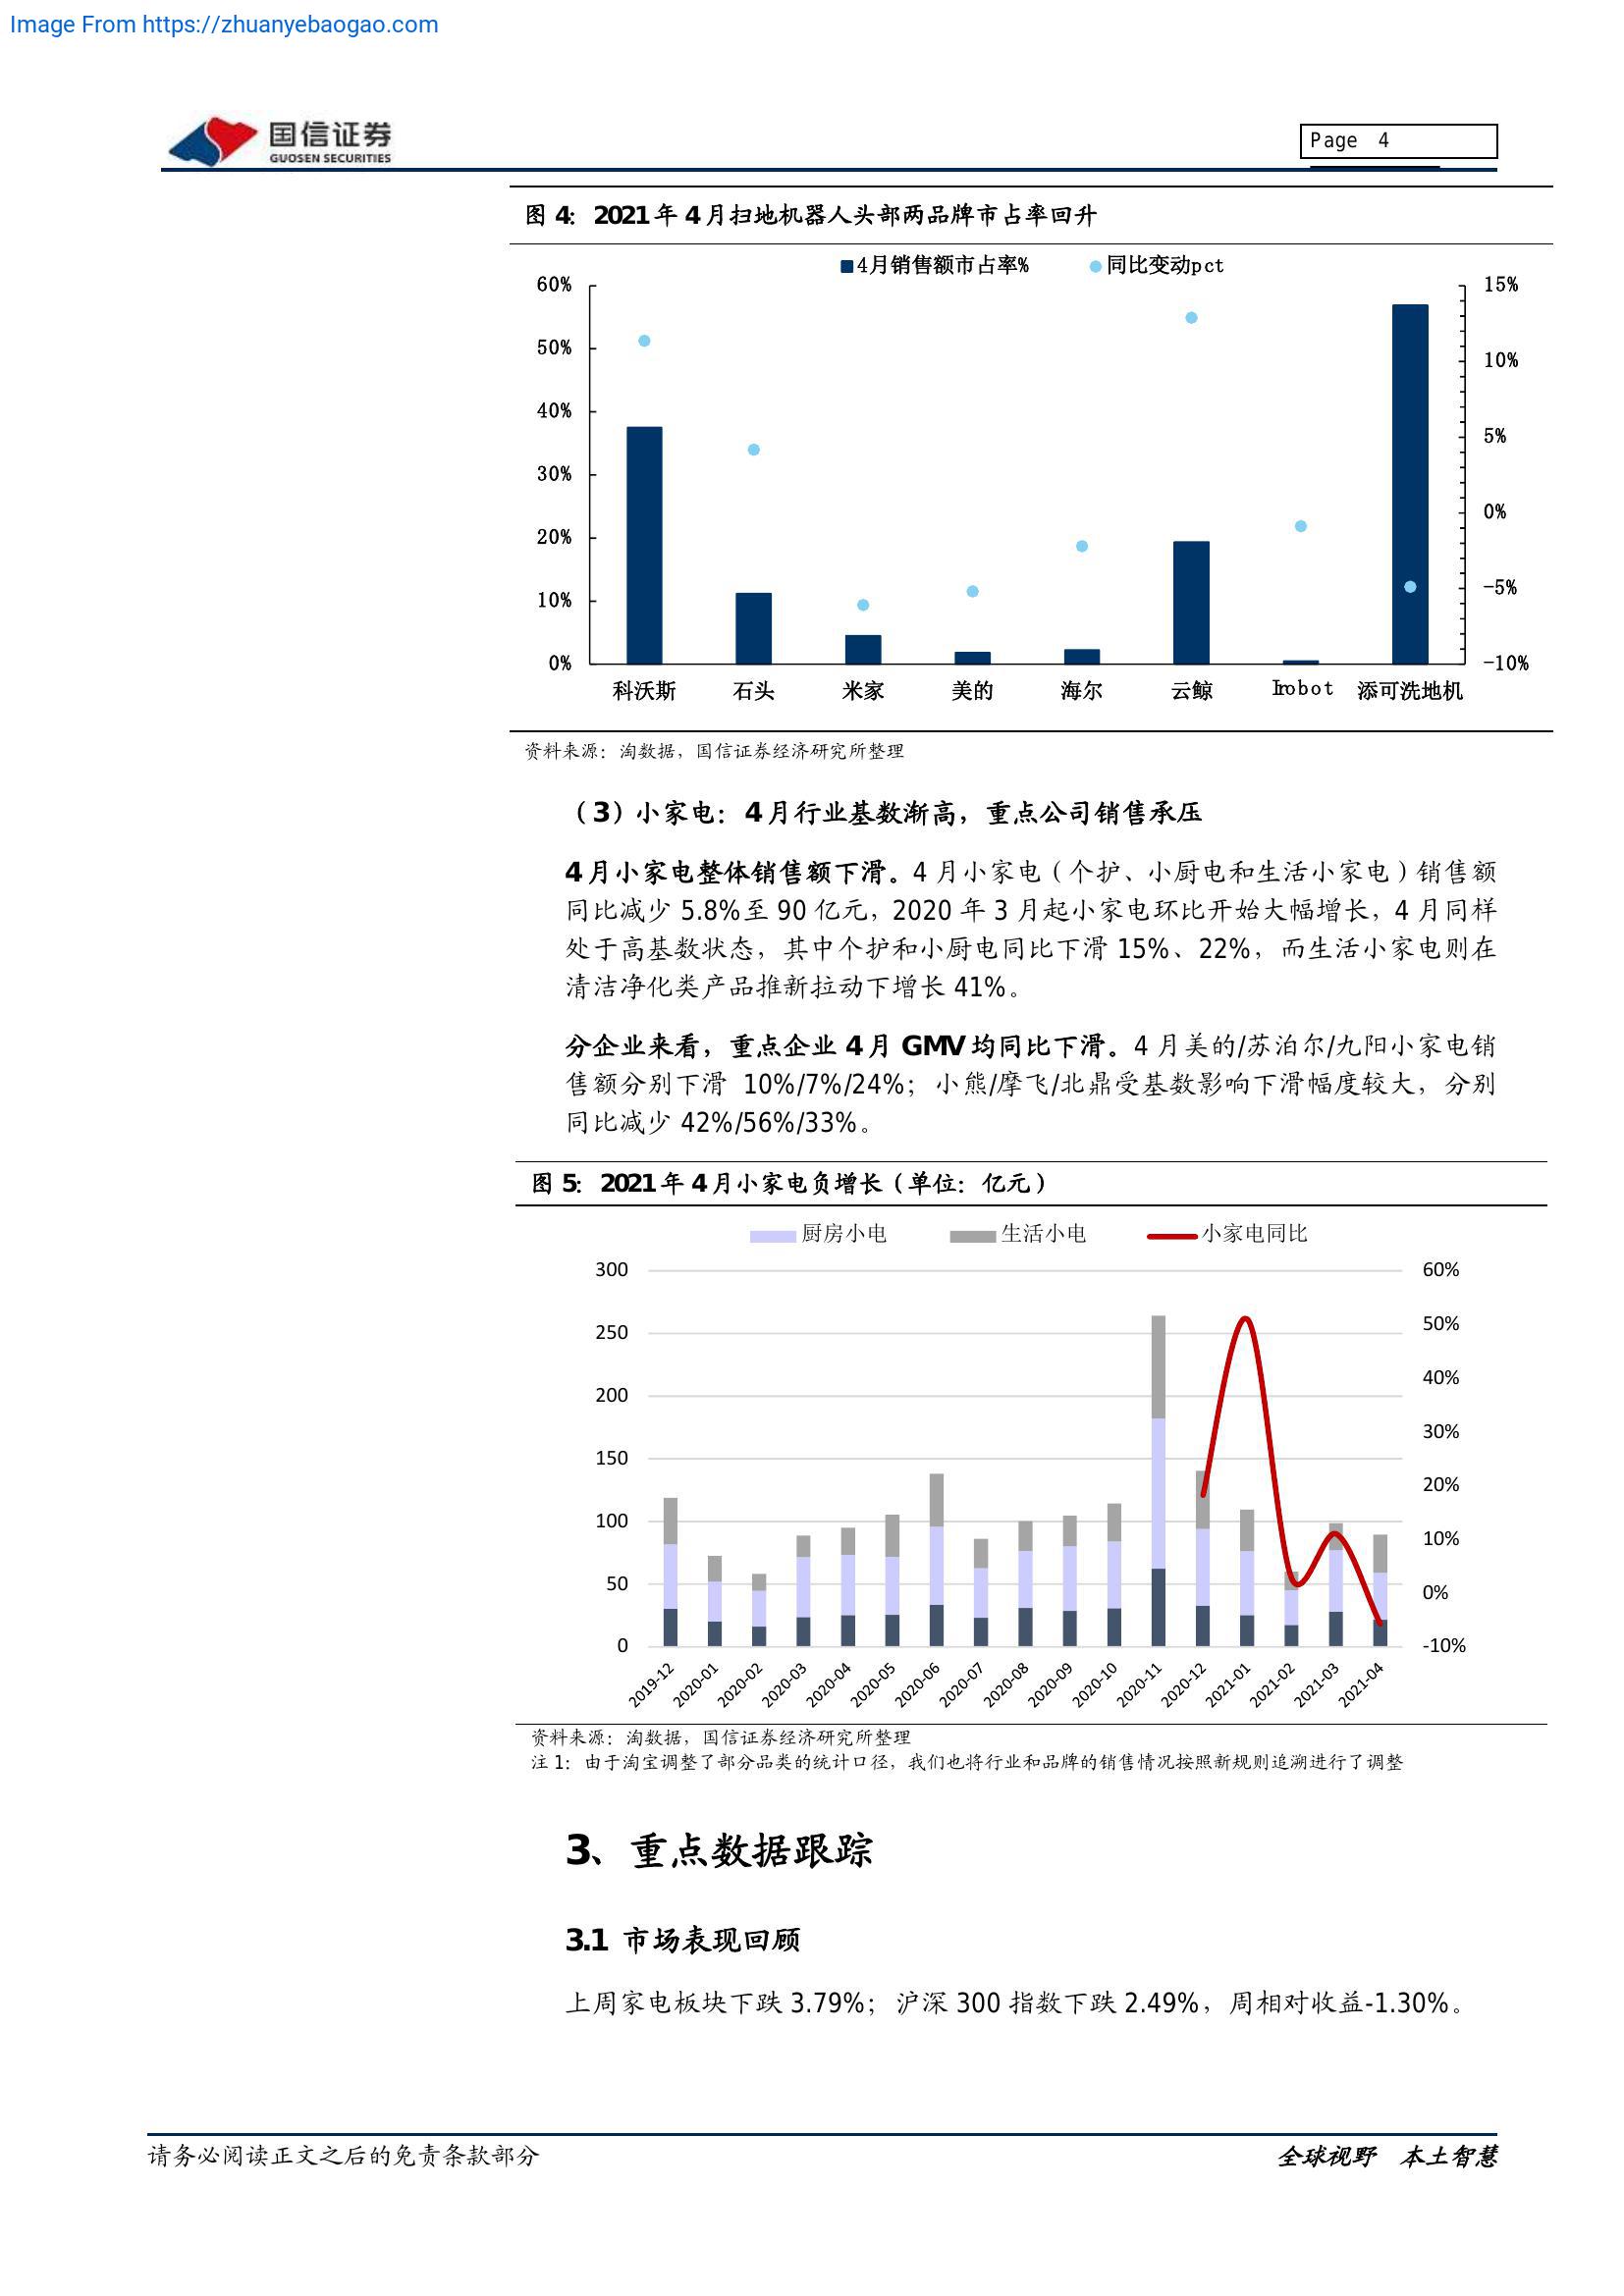 Image From https://zhuanyebaogao.com
国信证券
GUOSEN SECURITIES
Page 4
图 4： 2021 年 4 月扫地机器人头部两品牌市占率回升
4月销售额市占率% 同比变动pct
60% 15%
50% 10%
40% 5%
30% 0%
20% -5%
10% -10%
0%
科沃斯 石头 米家 美的 海尔 云鲸 Irobot 添可洗地机
资料来源：淘数据，国信证券经济研究所整理
（3）小家电：4 月行业基数渐高，重点公司销售承压
4 月小家电整体销售额下滑。4 月小家电（个护、小厨电和生活小家电）销售额
同比减少 5.8%至 90 亿元，2020 年 3 月起小家电环比开始大幅增长，4 月同样
处于高基数状态，其中个护和小厨电同比下滑 15%、22%，而生活小家电则在
清洁净化类产品推新拉动下增长 41%。
分企业来看，重点企业 4 月 GMV 均同比下滑。4 月美的/苏泊尔/九阳小家电销
售额分别下滑 10%/7%/24%；小熊/摩飞/北鼎受基数影响下滑幅度较大，分别
同比减少 42%/56%/33%。
图 5： 2021 年 4 月小家电负增长（单位：亿元）
厨房小电 生活小电 小家电同比
300 60%
250 50%
200 40%
150 30%
100 20%
50 10%
0 0%
-10%
2019-12 2020-01 2020-02 2020-03 2020-04 2020-05 2020-06 2020-07 2020-08 2020-09 2020-10 2020-11 2020-12 2021-01 2021-02 2021-03 2021-04
资料来源：淘数据，国信证券经济研究所整理
注 1：由于淘宝调整了部分品类的统计口径，我们也将行业和品牌的销售情况按照新规则追溯进行了调整
3、重点数据跟踪
3.1 市场表现回顾
上周家电板块下跌 3.79%；沪深 300 指数下跌 2.49%，周相对收益-1.30%。
请务必阅读正文之后的免责条款部分 全球视野 本土智慧